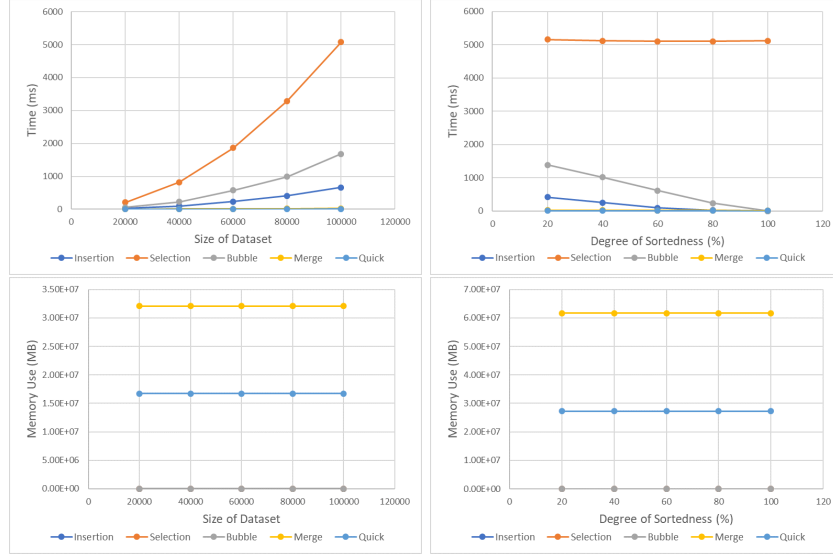 6000
5000
4000
3000
2000
1000
0
Time (ms)
0 20000 40000 60000 80000 100000 120000
Size of Dataset
Insertion Selection Bubble Merge Quick
6000
5000
4000
3000
2000
1000
0
Time (ms)
0 20 40 60 80 100 120
Degree of Sortedness (%)
Insertion Selection Bubble Merge Quick
3.50E+07
3.00E+07
2.50E+07
2.00E+07
1.50E+07
1.00E+07
5.00E+06
0.00E+00
Memory Use (MB)
0 20000 40000 60000 80000 100000 120000
Size of Dataset
Insertion Selection Bubble Merge Quick
7.00E+07
6.00E+07
5.00E+07
4.00E+07
3.00E+07
2.00E+07
1.00E+07
0.00E+00
Memory Use (MB)
0 20 40 60 80 100 120
Degree of Sortedness (%)
Insertion Selection Bubble Merge Quick